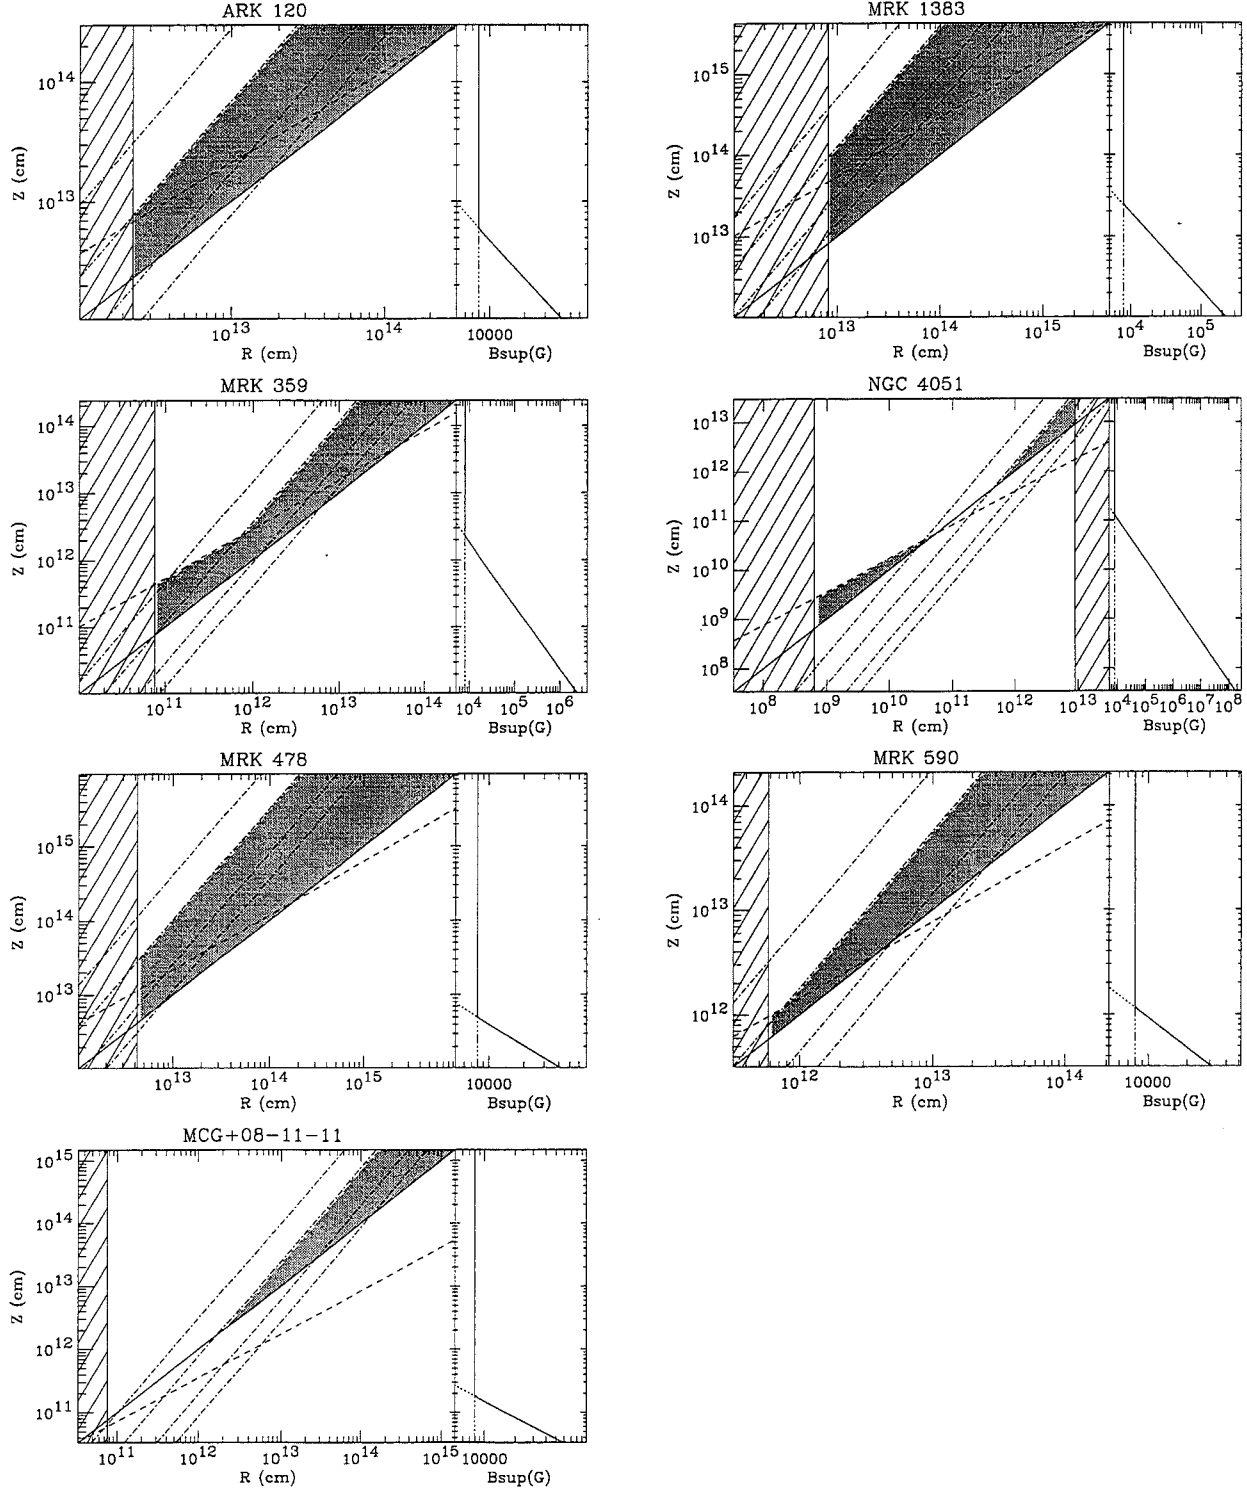 ARK 120
Z (cm)
10^14
10^13
10^13 10^14 10000
R (cm) Bsup(G)
MRK 1383
Z (cm)
10^15
10^14
10^13
10^13 10^14 10^15 10^4 10^5
R (cm) Bsup(G)
MRK 359
Z (cm)
10^14
10^13
10^12
10^11
10^11 10^12 10^13 10^14 10^4 10^5 10^6
R (cm) Bsup(G)
NGC 4051
Z (cm)
10^13
10^12
10^11
10^10
10^9
10^8
10^8 10^9 10^10 10^11 10^12 10^13 10^4 10^5 10^6 10^7 10^8
R (cm) Bsup(G)
MRK 478
Z (cm)
10^15
10^14
10^13
10^13 10^14 10^15 10000
R (cm) Bsup(G)
MRK 590
Z (cm)
10^14
10^13
10^12
10^12 10^13 10^14 10000
R (cm) Bsup(G)
MCG+08-11-11
Z (cm)
10^15
10^14
10^13
10^12
10^11
10^11 10^12 10^13 10^14 10^15 10000
R (cm) Bsup(G)